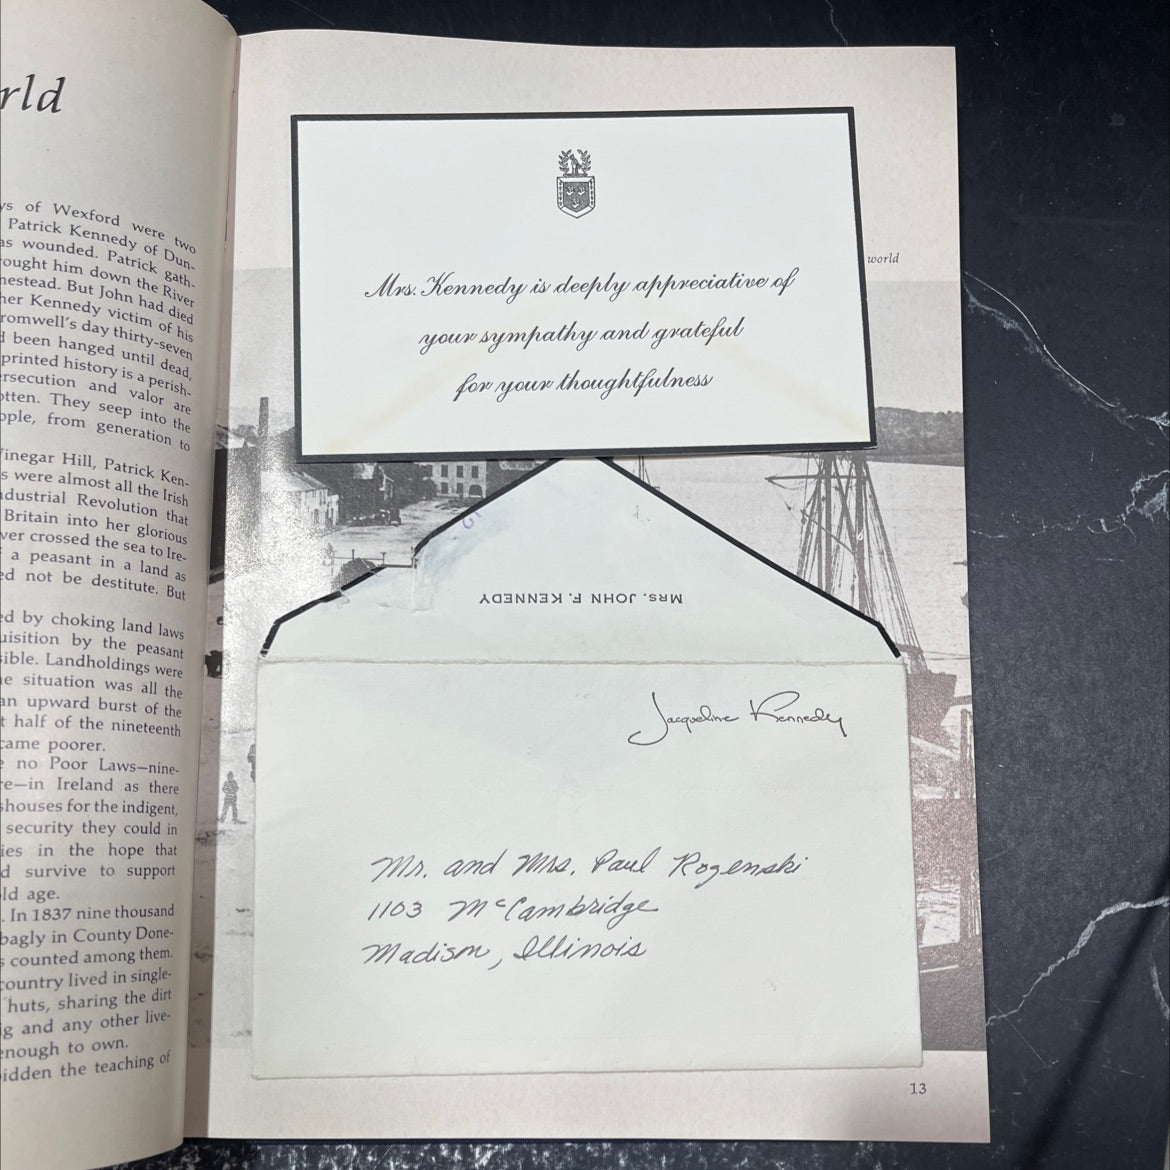 rld
ys of Wexford were two
Patrick Kennedy of Dun-
as wounded. Patrick gath-
ought him down the River
mestead. But John had died
her Kennedy victim of his
romwell's day thirty-seven
d been hanged until dead,
printed history is a perish-
ersecution and valor are
otten. They seep into the
ople, from generation to
Vinegar Hill, Patrick Ken-
s were almost all the Irish
ndustrial Revolution that
Britain into her glorious
ver crossed the sea to Ire-
f a peasant in a land as
ed not be destitute. But
ed by choking land laws
uisition by the peasant
sible. Landholdings were
he situation was all the
an upward burst of the
t half of the nineteenth
came poorer.
e no Poor Laws—nine-
re—in Ireland as there
shouses for the indigent,
security they could in
ies in the hope that
d survive to support
old age.
. In 1837 nine thousand
bagly in County Done-
s counted among them.
country lived in single-
huts, sharing the dirt
ig and any other live-
enough to own.
bidden the teaching of
world
Mrs. Kennedy is deeply appreciative of
your sympathy and grateful
for your thoughtfulness
MRS. JOHN F. KENNEDY
Jacqueline Kennedy
Mr. and Mrs. Paul Rogenski
1103 McCambridge
Madison, Illinois
13